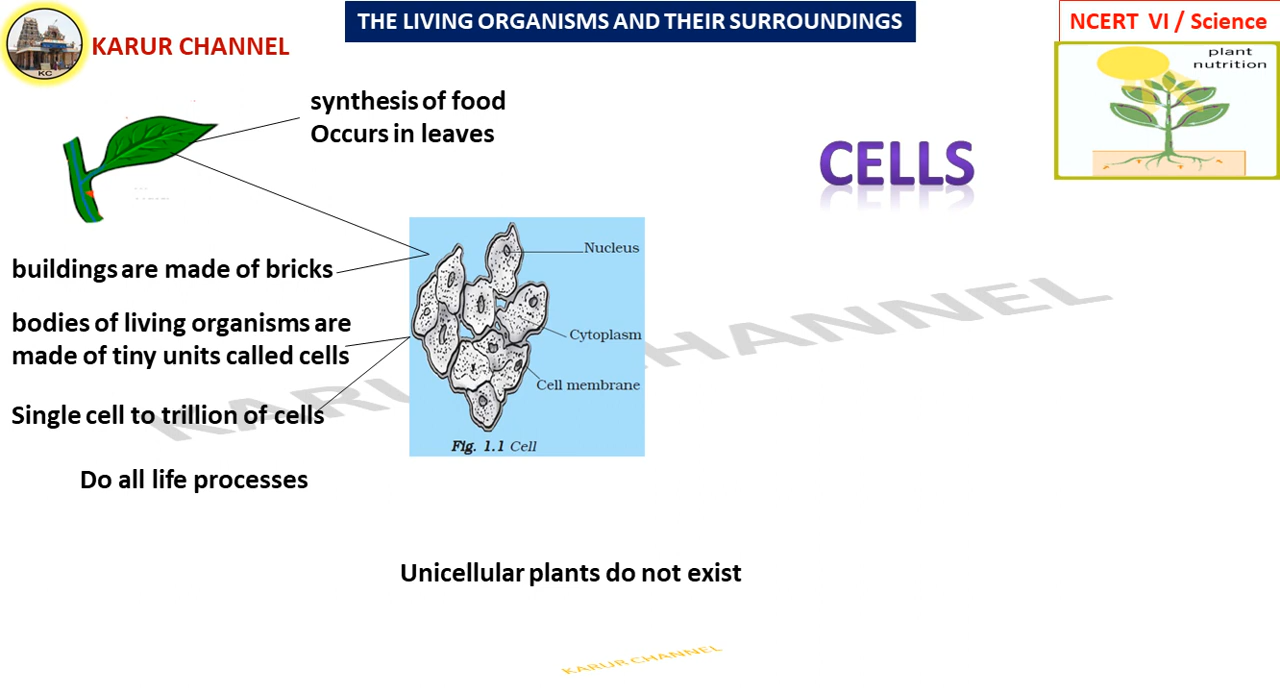 THE LIVING ORGANISMS AND THEIR SURROUNDINGS
NCERT VI / Science
KARUR CHANNEL
KC
plant
nutrition
synthesis of food
Occurs in leaves
CELLS
buildings are made of bricks
bodies of living organisms are
made of tiny units called cells
Single cell to trillion of cells
Do all life processes
Nucleus
Cytoplasm
Cell membrane
Fig. 1.1 Cell
KARUR CHANNEL
Unicellular plants do not exist
KARUR CHANNEL